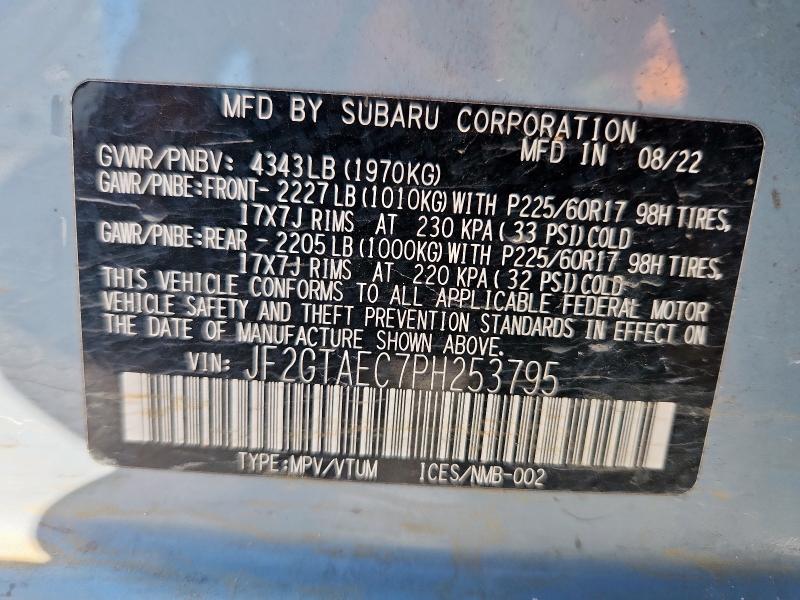 MFD BY SUBARU CORPORATION
MFD IN 08/22
GVWR/PNBV: 4343LB (1970KG)
GAWR/PNBE:FRONT- 2227LB (1010KG) WITH P225/60R17 98H TIRES,
17X7J RIMS AT 230 KPA (33 PSI) COLD
GAWR/PNBE:REAR - 2205LB (1000KG) WITH P225/60R17 98H TIRES,
17X7J RIMS AT 220 KPA (32 PSI) COLD
THIS VEHICLE CONFORMS TO ALL APPLICABLE FEDERAL MOTOR
VEHICLE SAFETY AND THEFT PREVENTION STANDARDS IN EFFECT ON
THE DATE OF MANUFACTURE SHOWN ABOVE.
VIN: JF2GTAEC7PH253795
TYPE:MPV/VTUM ICES/NMB-002